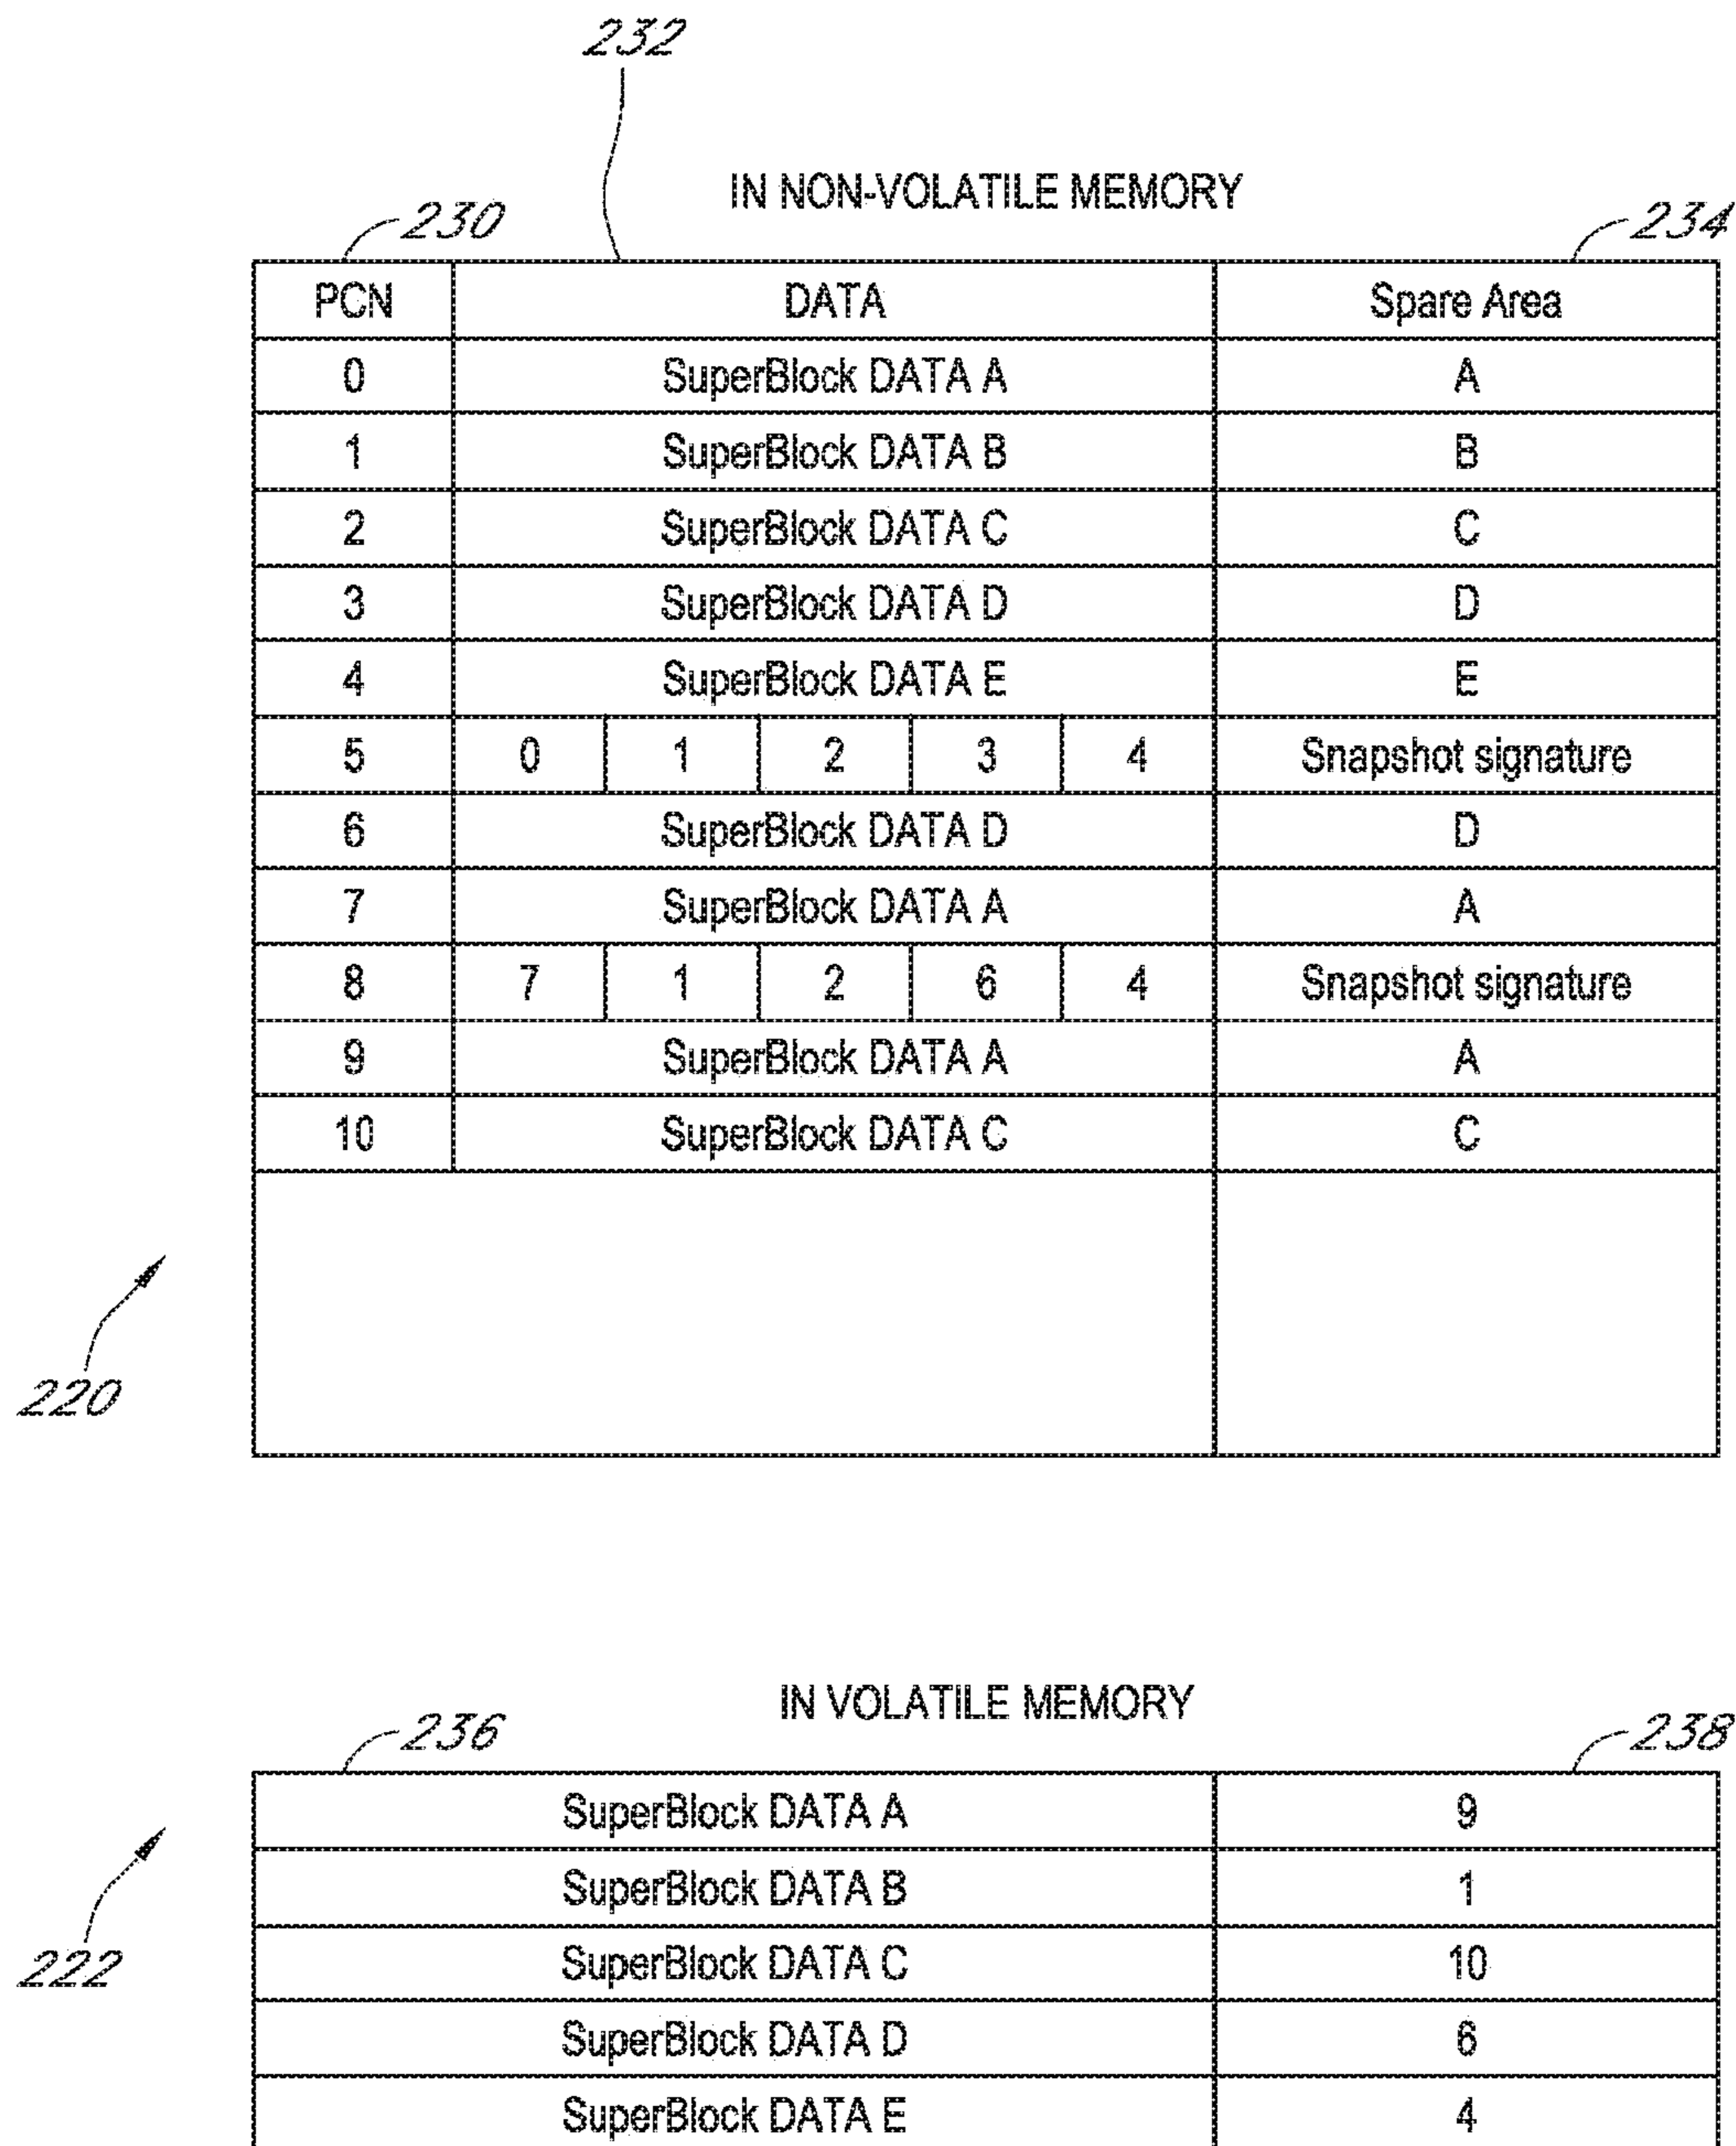 232
IN NON-VOLATILE MEMORY
230
234
PCN DATA Spare Area
0 SuperBlock DATA A A
1 SuperBlock DATA B B
2 SuperBlock DATA C C
3 SuperBlock DATA D D
4 SuperBlock DATA E E
5 0 1 2 3 4 Snapshot signature
6 SuperBlock DATA D D
7 SuperBlock DATA A A
8 7 1 2 6 4 Snapshot signature
9 SuperBlock DATA A A
10 SuperBlock DATA C C
220
IN VOLATILE MEMORY
236
238
SuperBlock DATA A 9
SuperBlock DATA B 1
222
SuperBlock DATA C 10
SuperBlock DATA D 6
SuperBlock DATA E 4